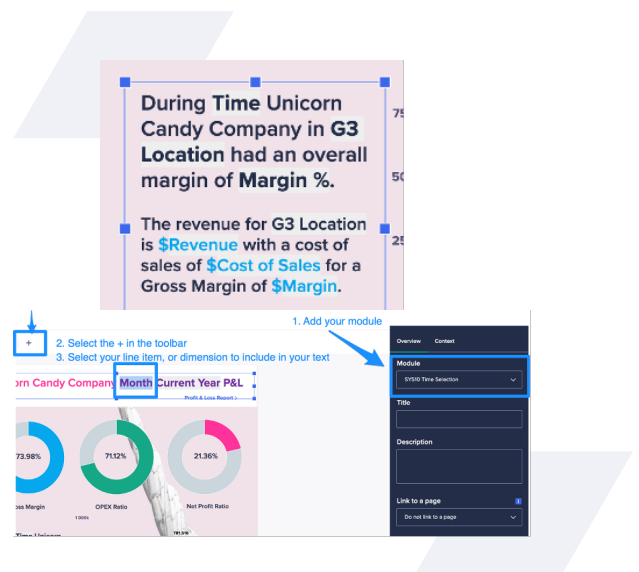 During Time Unicorn
Candy Company in G3
Location had an overall
margin of Margin %.
The revenue for G3 Location
is $Revenue with a cost of
sales of $Cost of Sales for a
Gross Margin of $Margin.
75
50
25
1. Add your module
+
2. Select the + in the toolbar
3. Select your line item, or dimension to include in your text
orn Candy Company Month Current Year P&L
Profit & Loss Report >
73.98%
71.12%
21.36%
oss Margin
OPEX Ratio
Net Profit Ratio
1 000s
Time Unicorn
Overview
Context
Module
SYS10 Time Selection
Title
Description
Link to a page
Do not link to a page